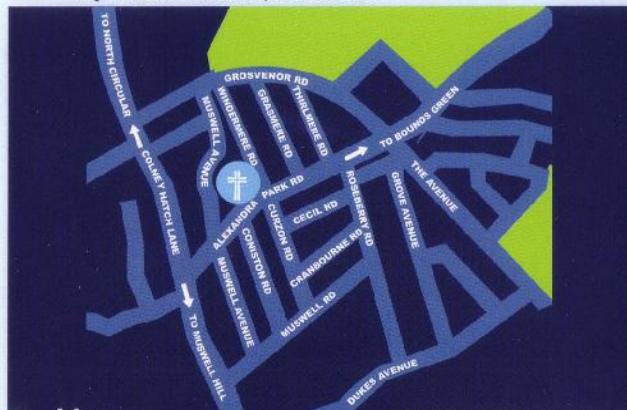 TO NORTH CIRCULAR
GROSVENOR RD
MUSWELL AVENUE
WINDERMERE RD
GRASMERE RD
THIRLMERE RD
TO BOUNDS GREEN
COLNEY HATCH LANE
ALEXANDRA PARK RD
THE AVENUE
ROSEBERRY RD
GROVE AVENUE
CECIL RD
CURZON RD
CONISTON RD
CRANBOURNE RD
MUSWELL AVENUE
MUSWELL RD
TO MUSWELL HILL
DUKES AVENUE